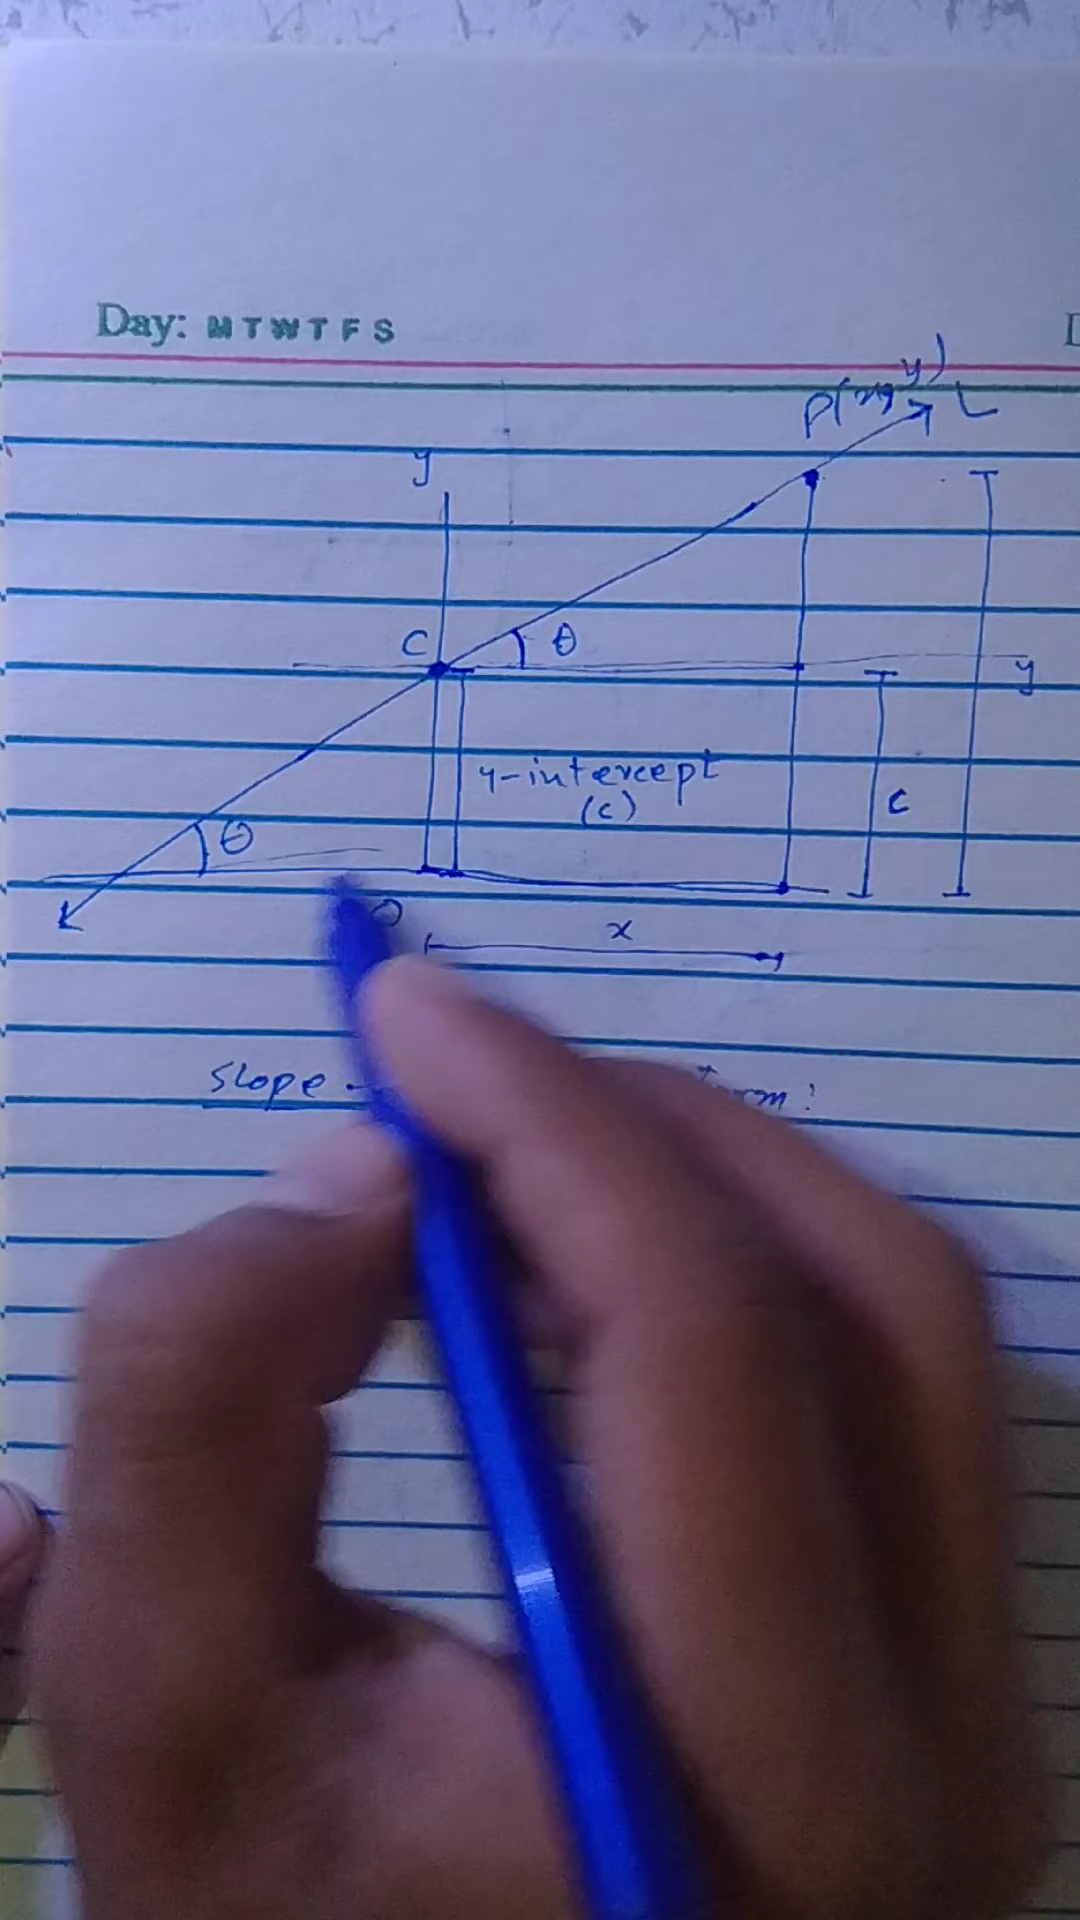 Day: M T W T F S
P(x, y) L
y
C θ
y
y-intercept
(c)
C
θ
O
x
slope -